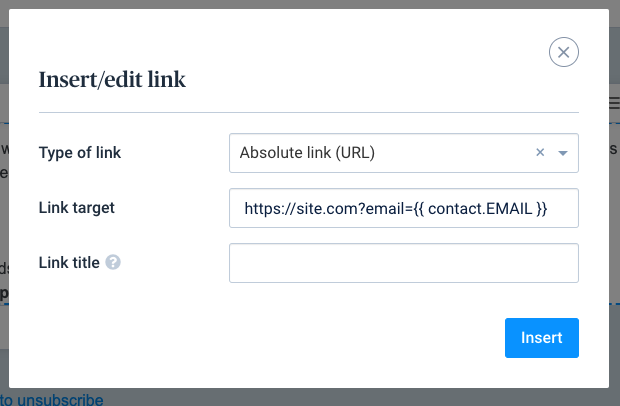 Insert/edit link
Type of link
Absolute link (URL)
Link target
https://site.com?email={{ contact.EMAIL }}
Link title ?
Insert
to unsubscribe